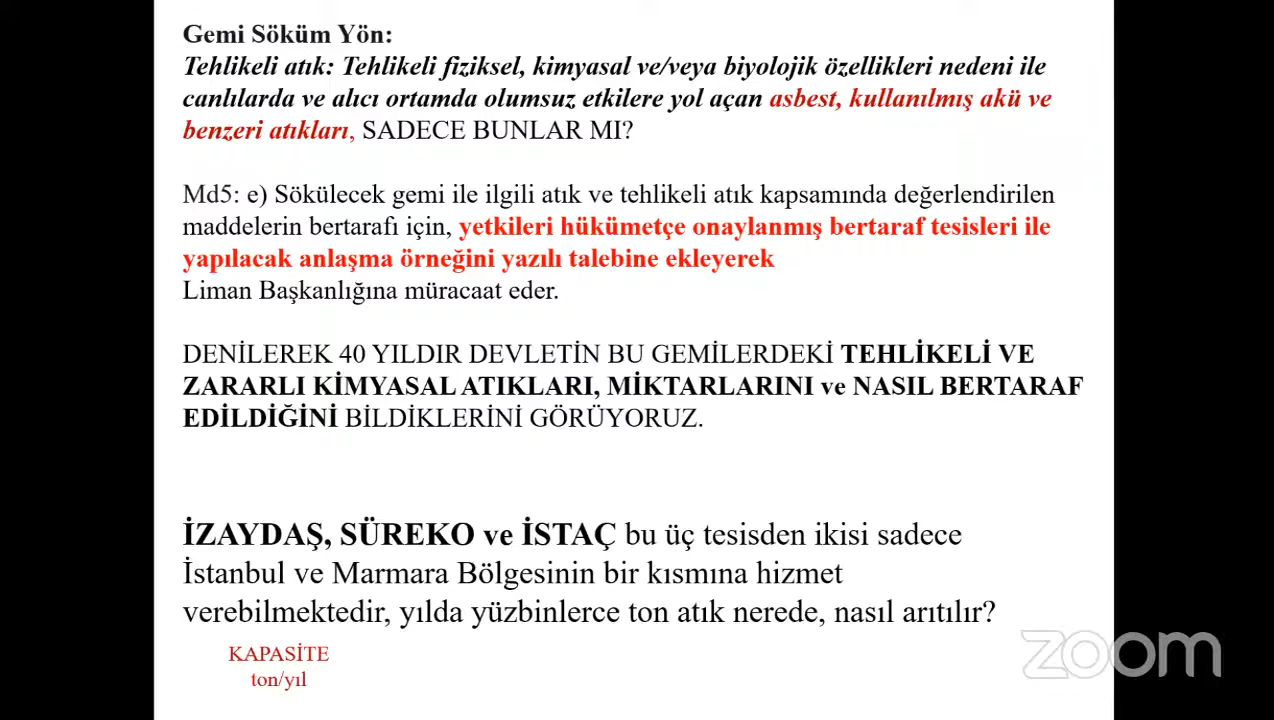 Gemi Söküm Yön:
Tehlikeli atık: Tehlikeli fiziksel, kimyasal ve/veya biyolojik özellikleri nedeni ile
canlılarda ve alıcı ortamda olumsuz etkilere yol açan asbest, kullanılmış akü ve
benzeri atıkları, SADECE BUNLAR MI?
Md5: e) Sökülecek gemi ile ilgili atık ve tehlikeli atık kapsamında değerlendirilen
maddelerin bertarafı için, yetkileri hükümetçe onaylanmış bertaraf tesisleri ile
yapılacak anlaşma örneğini yazılı talebine ekleyerek
Liman Başkanlığına müracaat eder.
DENİLEREK 40 YILDIR DEVLETİN BU GEMİLERDEKİ TEHLİKELİ VE
ZARARLI KİMYASAL ATIKLARI, MİKTARLARINI ve NASIL BERTARAF
EDİLDİĞİNİ BİLDİKLERİNİ GÖRÜYORUZ.
İZAYDAŞ, SÜREKO ve İSTAÇ bu üç tesisden ikisi sadece
İstanbul ve Marmara Bölgesinin bir kısmına hizmet
verebilmektedir, yılda yüzbinlerce ton atık nerede, nasıl arıtılır?
KAPASİTE
ton/yıl
zoom